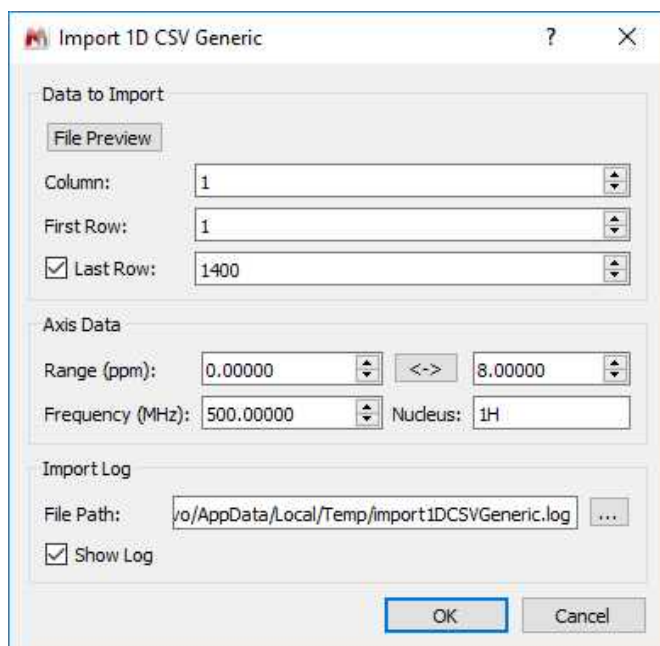 Import 1D CSV Generic ? X
Data to Import
File Preview
Column: 1
First Row: 1
Last Row: 1400
Axis Data
Range (ppm): 0.00000 <-> 8.00000
Frequency (MHz): 500.00000 Nucleus: 1H
Import Log
File Path: vo/AppData/Local/Temp/import1DCSVGeneric.log ...
Show Log
OK Cancel